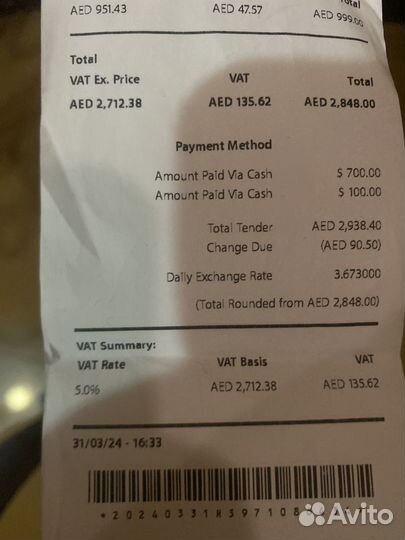 Total
AED 951.43 AED 47.57 AED 999.00
Total
VAT Ex. Price VAT Total
AED 2,712.38 AED 135.62 AED 2,848.00
Payment Method
Amount Paid Via Cash $ 700.00
Amount Paid Via Cash $ 100.00
Total Tender AED 2,938.40
Change Due (AED 90.50)
Daily Exchange Rate 3.673000
(Total Rounded from AED 2,848.00)
VAT Summary:
VAT Rate VAT Basis VAT
5.0% AED 2,712.38 AED 135.62
31/03/24 - 16:33
Avito